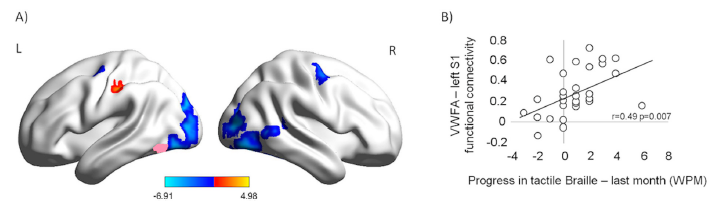 A)
L
R
-6.91
4.98
B)
VWFA – left S1
functional connectivity
0.8
0.6
0.4
0.2
0
-0.2
r=0.49 p=0.007
-4 -2 0 2 4 6 8
Progress in tactile Braille – last month (WPM)